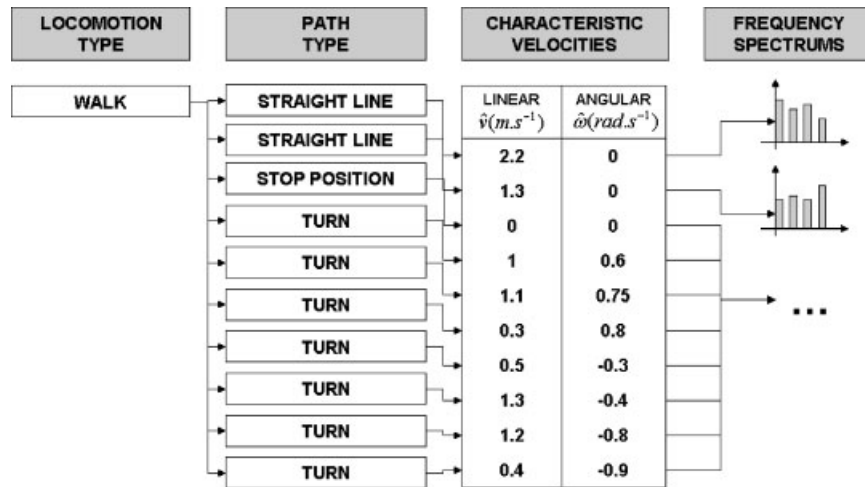 LOCOMOTION
TYPE
PATH
TYPE
CHARACTERISTIC
VELOCITIES
FREQUENCY
SPECTRUMS
WALK
STRAIGHT LINE
STRAIGHT LINE
STOP POSITION
TURN
TURN
TURN
TURN
TURN
TURN
TURN
LINEAR ANGULAR
v̂(m.s⁻¹) ω̂(rad.s⁻¹)
2.2 0
1.3 0
0 0
1 0.6
1.1 0.75
0.3 0.8
0.5 -0.3
1.3 -0.4
1.2 -0.8
0.4 -0.9
...